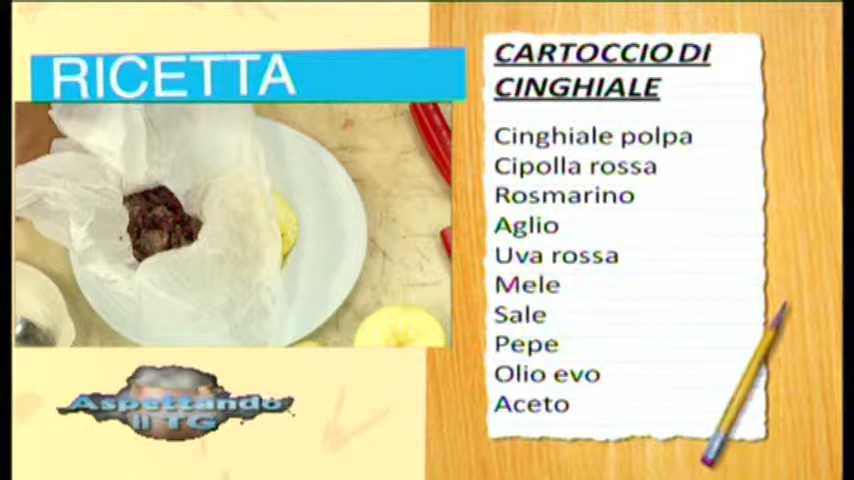 RICETTA
CARTOCCIO DI
CINGHIALE
Cinghiale polpa
Cipolla rossa
Rosmarino
Aglio
Uva rossa
Mele
Sale
Pepe
Olio evo
Aceto
Aspettando
il TG